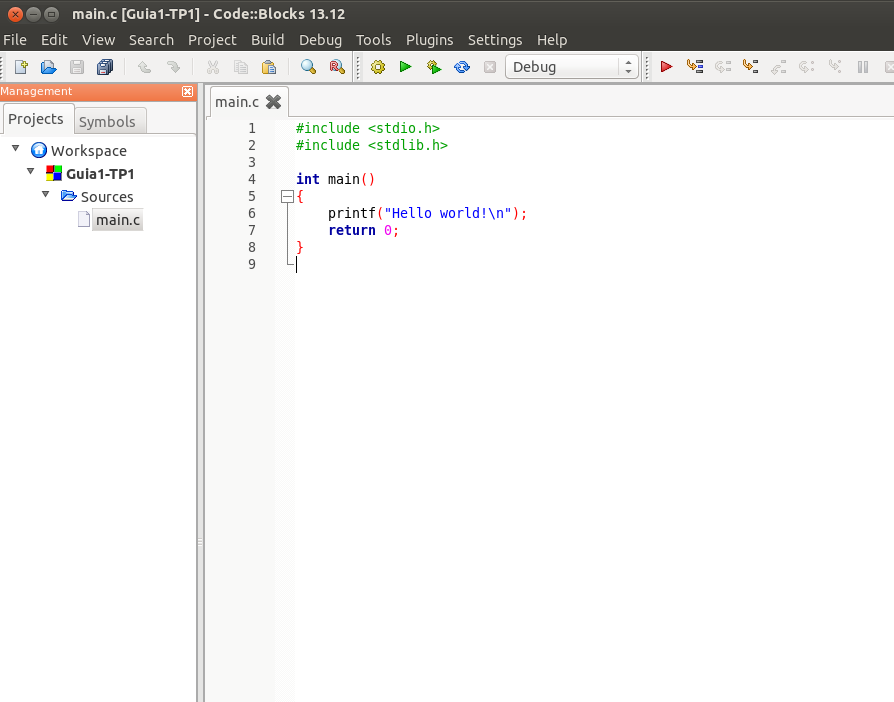 main.c [Guia1-TP1] - Code::Blocks 13.12
File Edit View Search Project Build Debug Tools Plugins Settings Help
Debug
Management
Projects Symbols
Workspace
Guia1-TP1
Sources
main.c
main.c
1 #include <stdio.h>
2 #include <stdlib.h>
3
4 int main()
5 {
6     printf("Hello world!\n");
7     return 0;
8 }
9